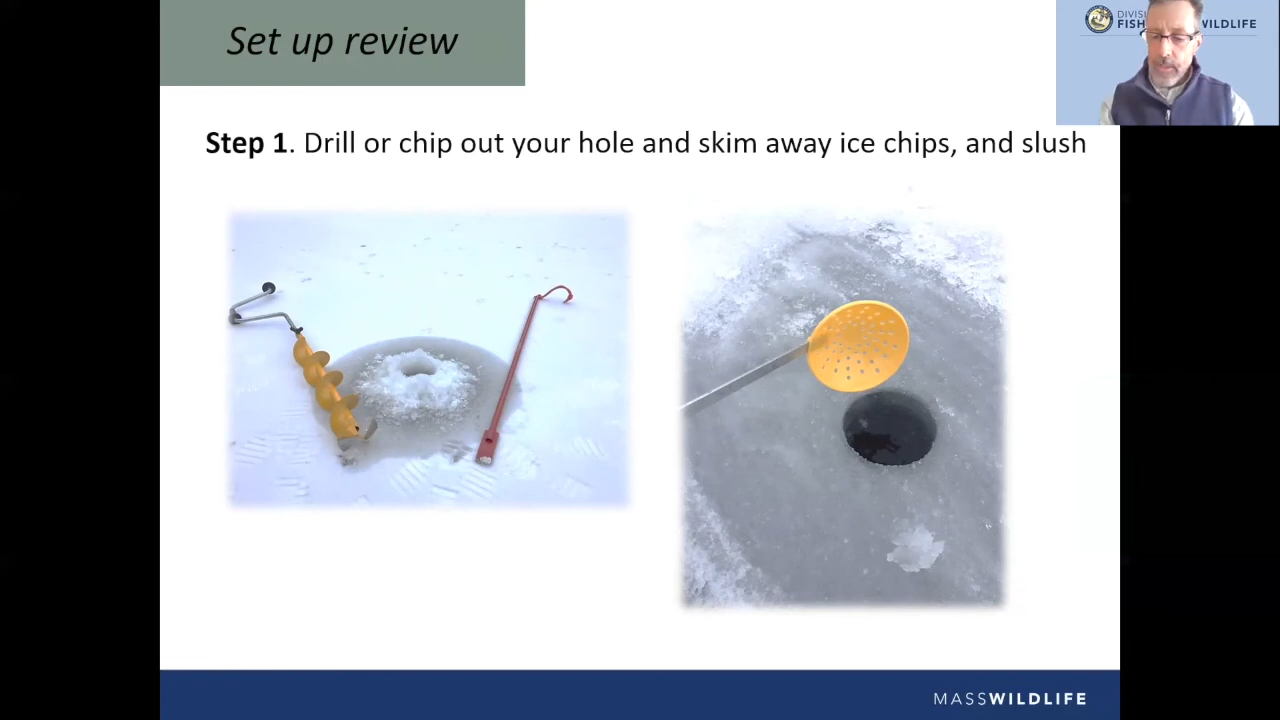 Set up review
DIVISI
FISH WILDLIFE
Step 1. Drill or chip out your hole and skim away ice chips, and slush
MASSWILDLIFE